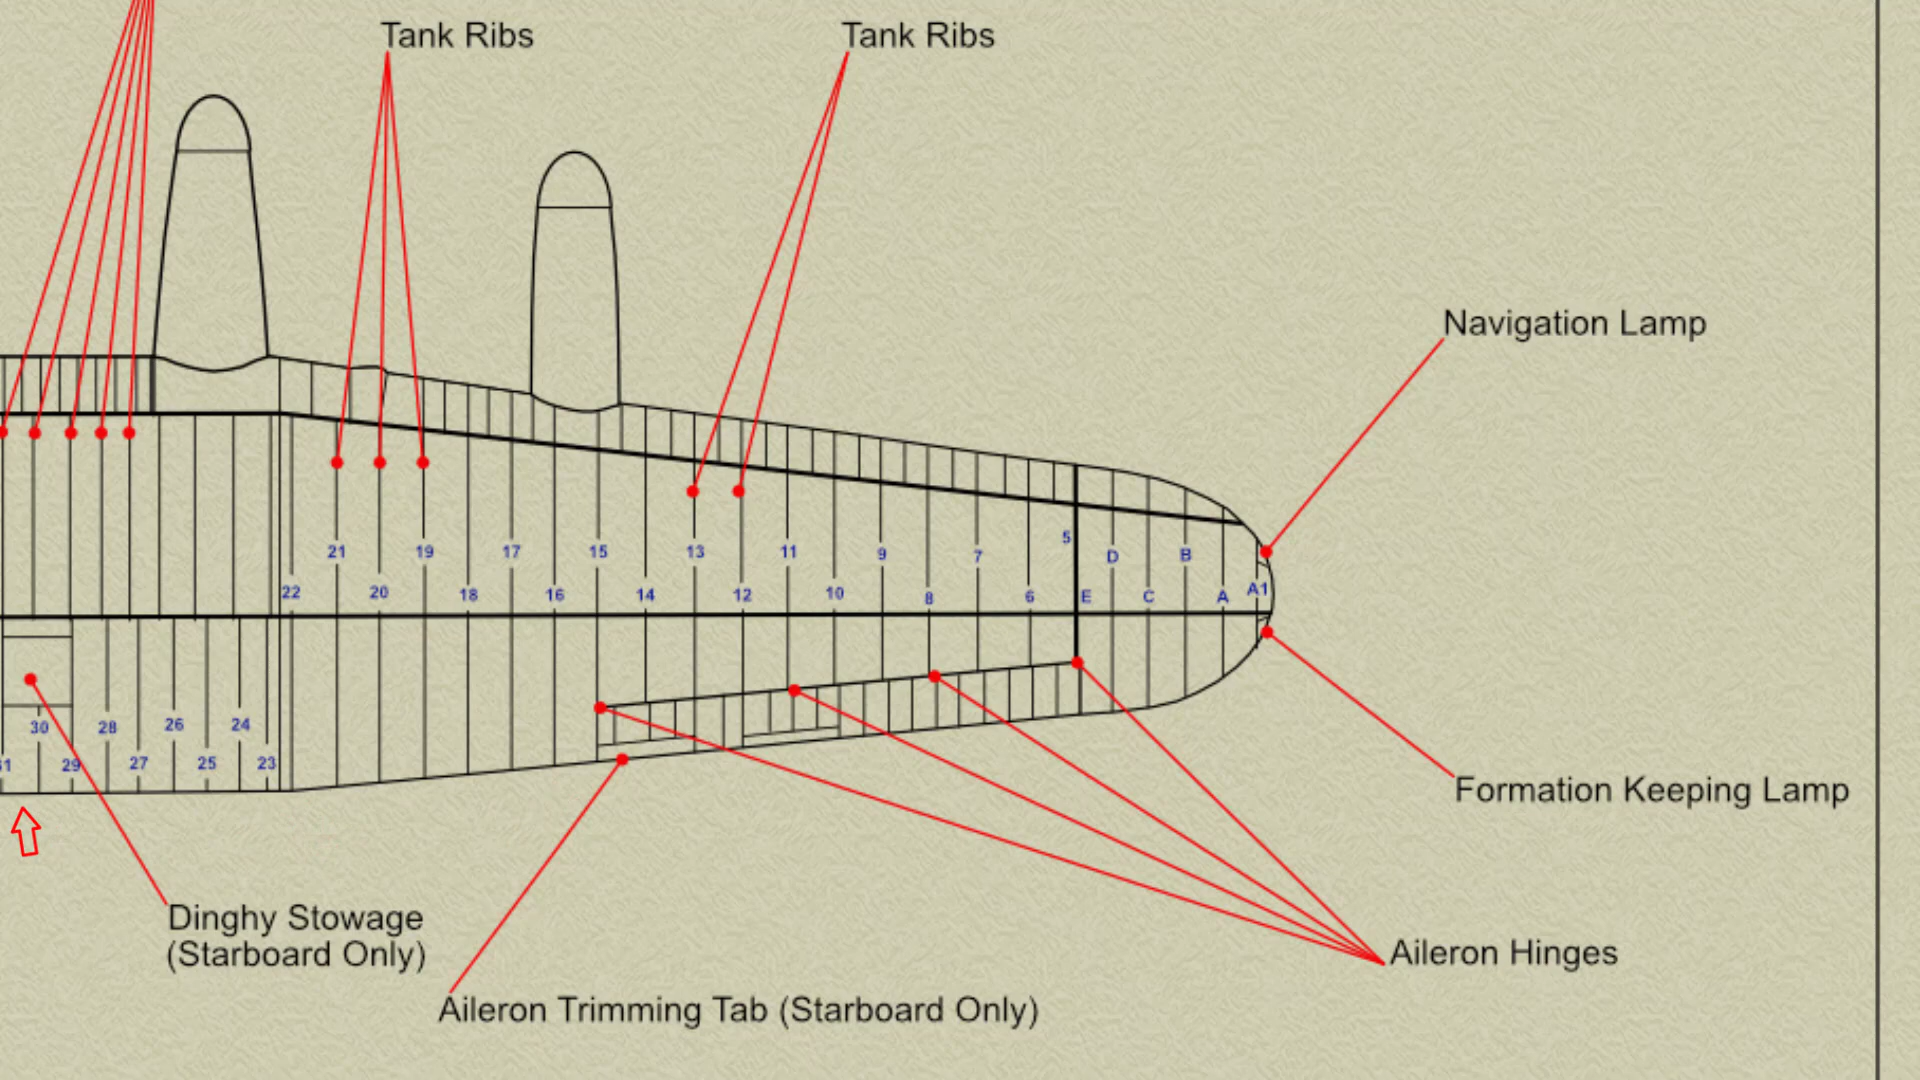 Tank Ribs
Tank Ribs
Navigation Lamp
21
19
17
15
13
11
9
7
5
D
B
22
20
18
16
14
12
10
8
6
E
C
A
A1
30
28
26
24
29
27
25
23
Formation Keeping Lamp
Dinghy Stowage
(Starboard Only)
Aileron Hinges
Aileron Trimming Tab (Starboard Only)